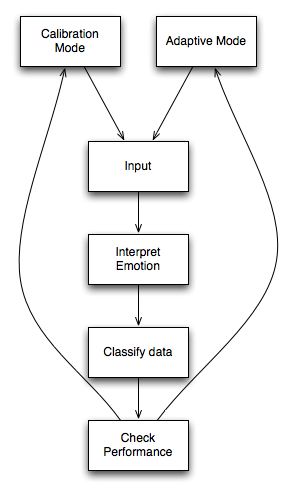 Calibration
Mode
Adaptive Mode
Input
Interpret
Emotion
Classify data
Check
Performance